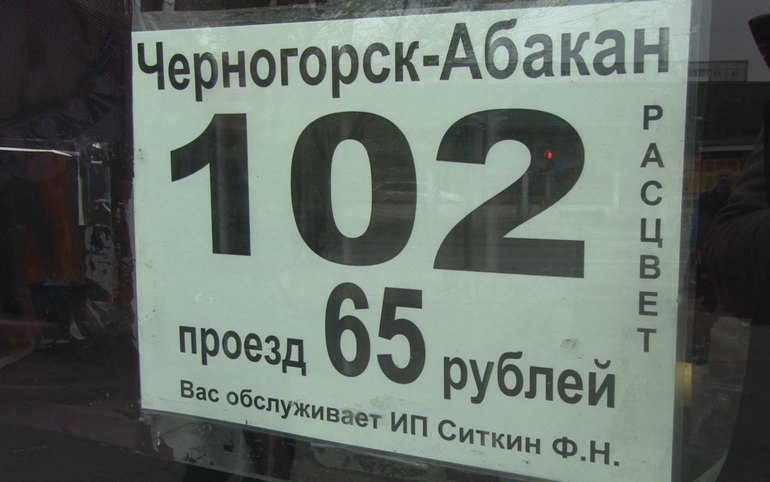 Черногорск-Абакан
102
РАСЦВЕТ
проезд 65 рублей
Вас обслуживает ИП Ситкин Ф.Н.